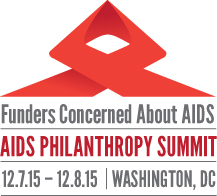 Funders Concerned About AIDS
AIDS PHILANTHROPY SUMMIT
12.7.15 – 12.8.15 | WASHINGTON, DC